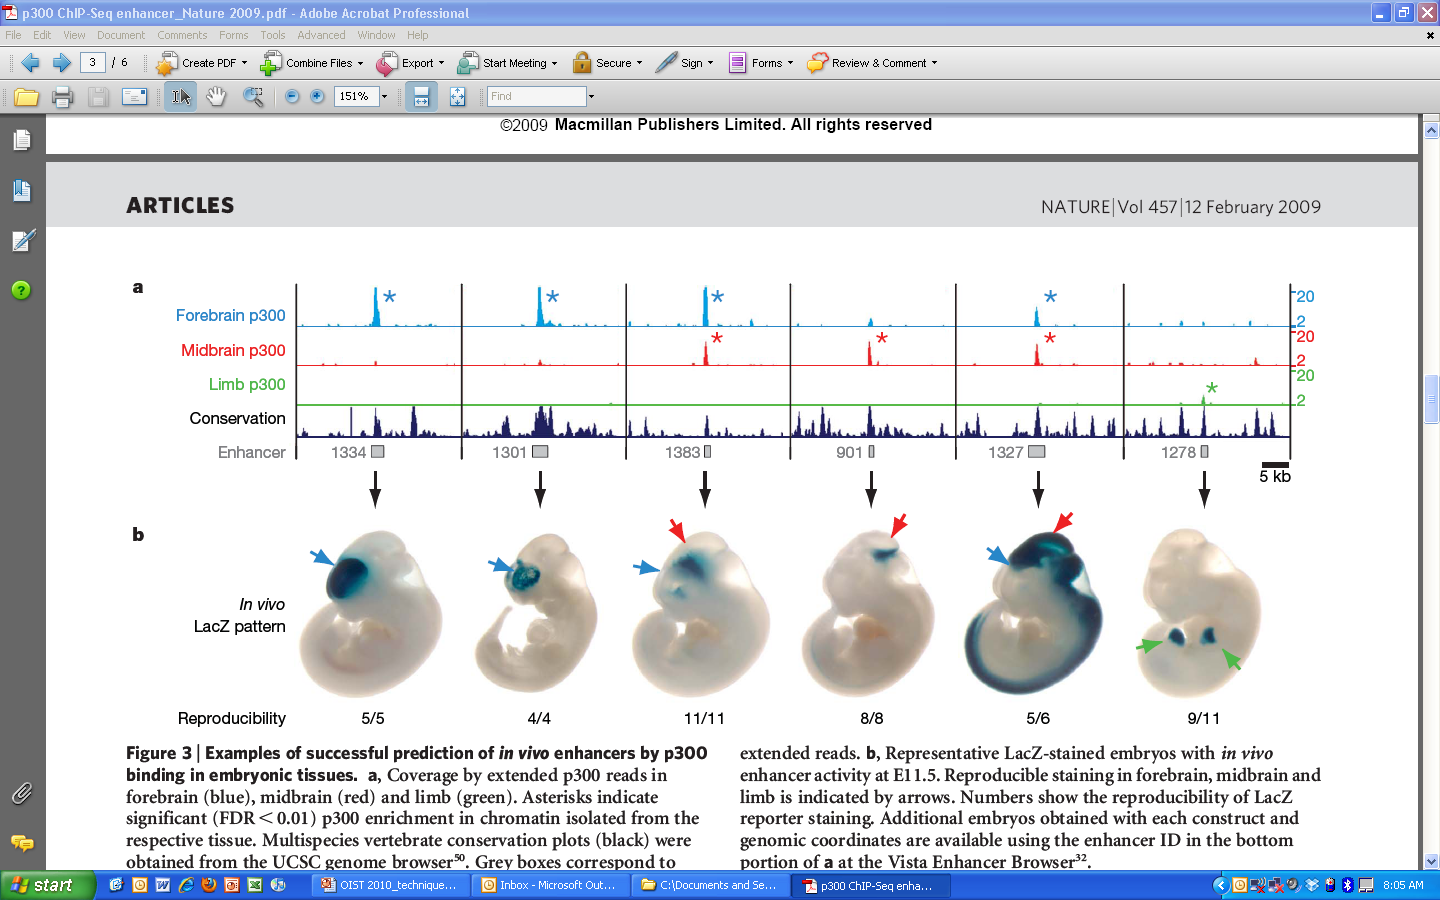 p300 ChIP-Seq enhancer_Nature 2009.pdf - Adobe Acrobat Professional
File Edit View Document Comments Forms Tools Advanced Window Help
3 / 6 Create PDF Combine Files Export Start Meeting Secure Sign Forms Review & Comment
151% Find
©2009 Macmillan Publishers Limited. All rights reserved
ARTICLES NATURE|Vol 457|12 February 2009
a
Forebrain p300 * * * * 20 2
Midbrain p300 * * * 20 2
Limb p300 * 20 2
Conservation
Enhancer 1334 1301 1383 901 1327 1278
5 kb
b
In vivo
LacZ pattern
Reproducibility 5/5 4/4 11/11 8/8 5/6 9/11
Figure 3 | Examples of successful prediction of in vivo enhancers by p300
binding in embryonic tissues. a, Coverage by extended p300 reads in
forebrain (blue), midbrain (red) and limb (green). Asterisks indicate
significant (FDR < 0.01) p300 enrichment in chromatin isolated from the
respective tissue. Multispecies vertebrate conservation plots (black) were
obtained from the UCSC genome browser50. Grey boxes correspond to
extended reads. b, Representative LacZ-stained embryos with in vivo
enhancer activity at E11.5. Reproducible staining in forebrain, midbrain and
limb is indicated by arrows. Numbers show the reproducibility of LacZ
reporter staining. Additional embryos obtained with each construct and
genomic coordinates are available using the enhancer ID in the bottom
portion of a at the Vista Enhancer Browser32.
start OIST 2010_technique... Inbox - Microsoft Out... C:\Documents and Se... p300 ChIP-Seq enha... 8:05 AM